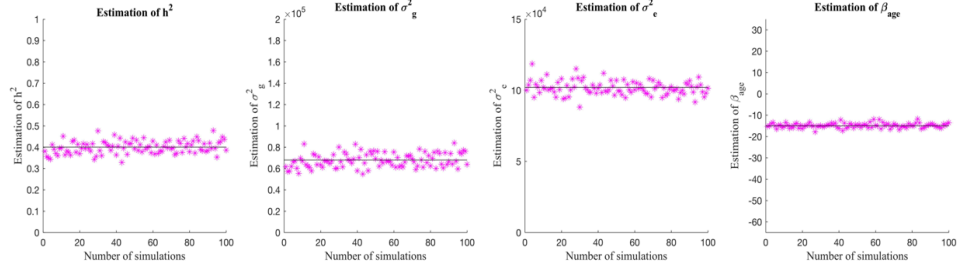 Estimation of h²
Estimation of h²
1
0.9
0.8
0.7
0.6
0.5
0.4
0.3
0.2
0.1
0
0 20 40 60 80 100
Number of simulations
Estimation of σ²g
Estimation of σ²g
2 ×10⁵
1.8
1.6
1.4
1.2
1
0.8
0.6
0.4
0.2
0
0 20 40 60 80 100
Number of simulations
Estimation of σ²e
Estimation of σ²e
15 ×10⁴
10
5
0
0 20 40 60 80 100
Number of simulations
Estimation of βage
Estimation of βage
30
20
10
0
-10
-20
-30
-40
-50
-60
0 20 40 60 80 100
Number of simulations